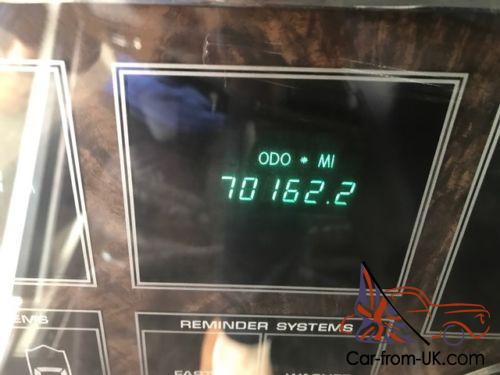 ODO * MI
70162.2
REMINDER SYSTEMS
Car-from-UK.com